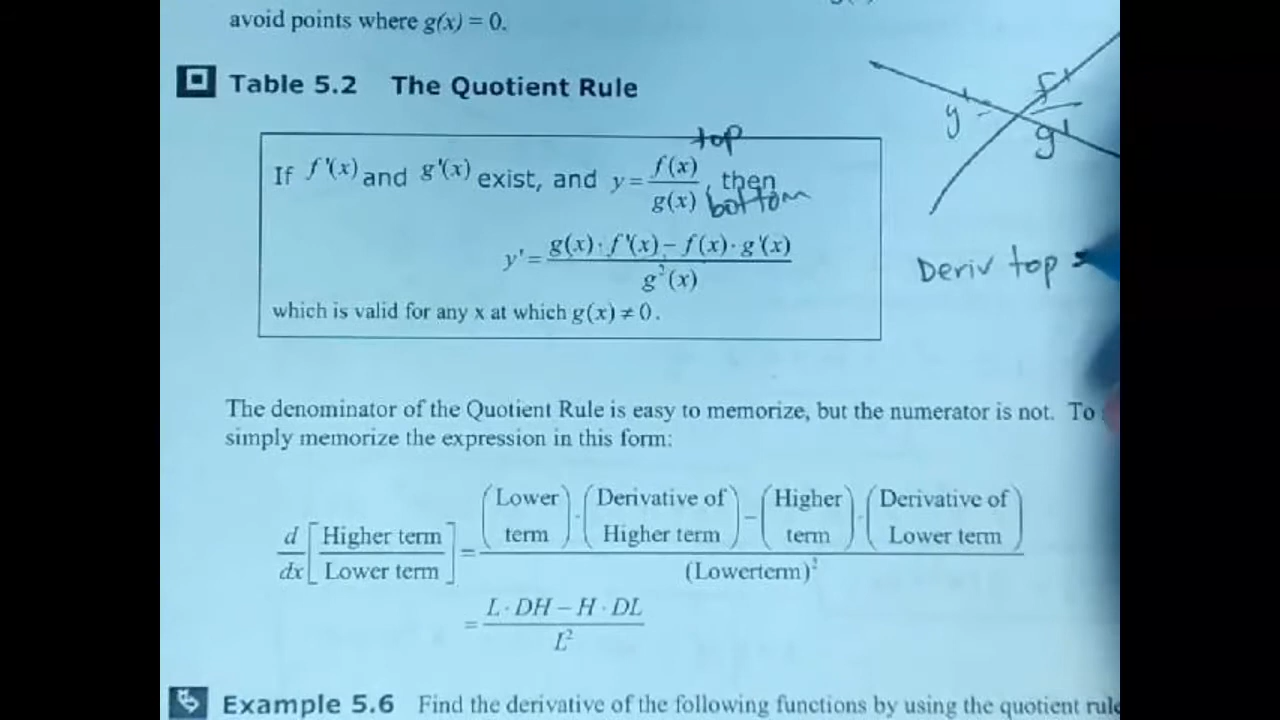 avoid points where g(x) = 0.
Table 5.2 The Quotient Rule
top
If f'(x) and g'(x) exist, and y = f(x)/g(x), then
bottom
y' = g(x) · f'(x) − f(x) · g'(x) / g²(x)
which is valid for any x at which g(x) ≠ 0.
y' = f'/g'
Deriv top
The denominator of the Quotient Rule is easy to memorize, but the numerator is not. To
simply memorize the expression in this form:
d/dx [Higher term / Lower term] = (Lower term) · (Derivative of Higher term) − (Higher term) · (Derivative of Lower term) / (Lowerterm)²
= L · DH − H · DL / L²
Example 5.6 Find the derivative of the following functions by using the quotient rule